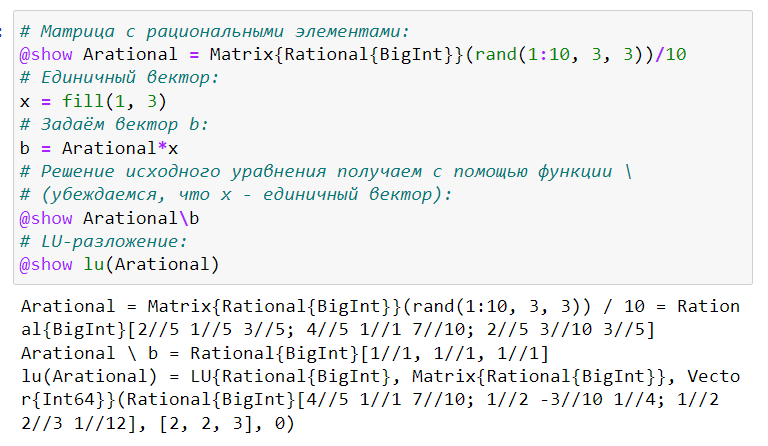 # Матрица с рациональными элементами:
@show Arational = Matrix{Rational{BigInt}}(rand(1:10, 3, 3))/10
# Единичный вектор:
x = fill(1, 3)
# Задаём вектор b:
b = Arational*x
# Решение исходного уравнения получаем с помощью функции \
# (убеждаемся, что x - единичный вектор):
@show Arational\b
# LU-разложение:
@show lu(Arational)
Arational = Matrix{Rational{BigInt}}(rand(1:10, 3, 3)) / 10 = Ration
al{BigInt}[2//5 1//5 3//5; 4//5 1//1 7//10; 2//5 3//10 3//5]
Arational \ b = Rational{BigInt}[1//1, 1//1, 1//1]
lu(Arational) = LU{Rational{BigInt}, Matrix{Rational{BigInt}}, Vecto
r{Int64}}(Rational{BigInt}[4//5 1//1 7//10; 1//2 -3//10 1//4; 1//2
2//3 1//12], [2, 2, 3], 0)